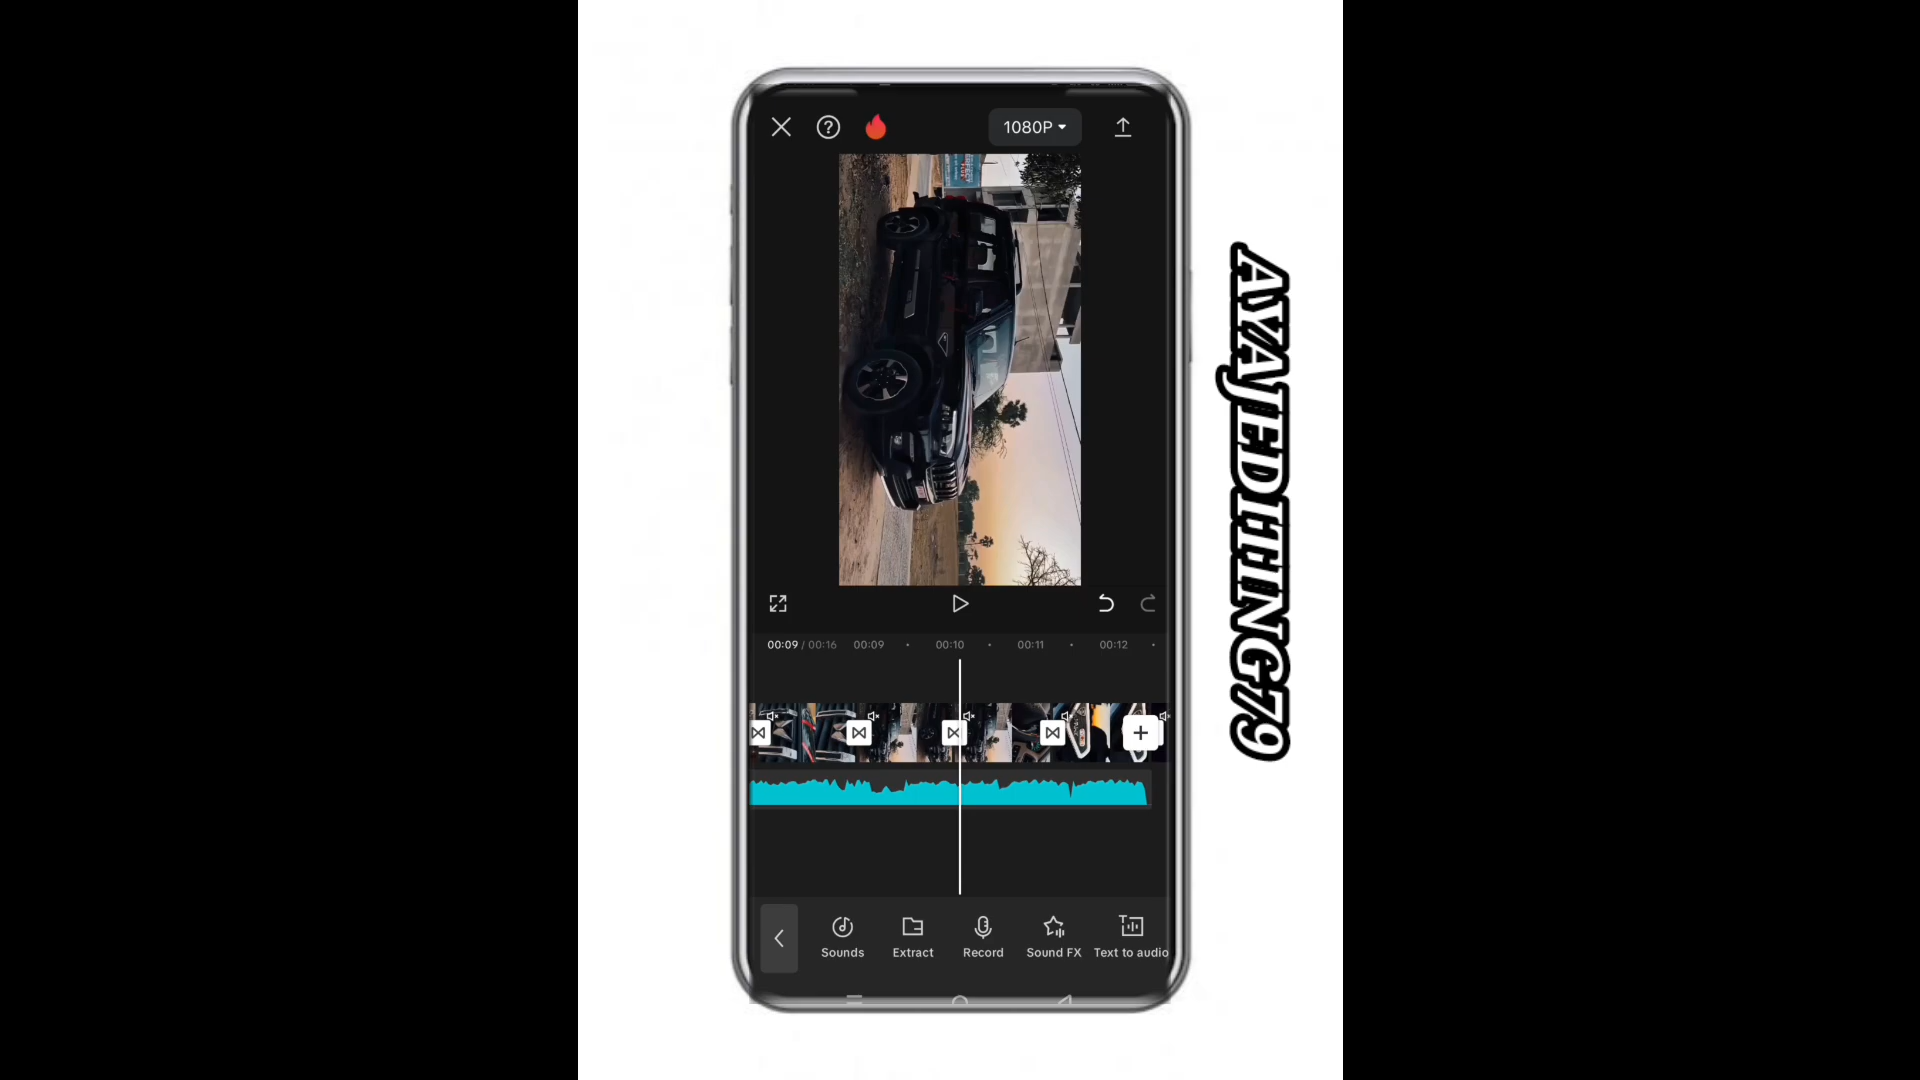 1080P
00:09 / 00:16 00:09 00:10 00:11 00:12
Sounds Extract Record Sound FX Text to audio
AYAJEDITING79